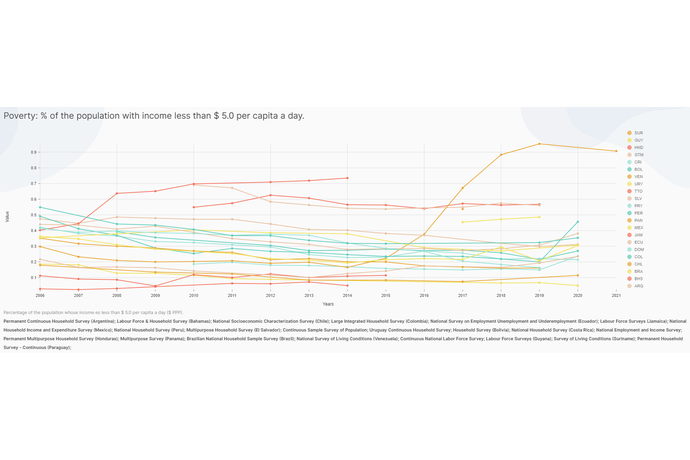 Poverty: % of the population with income less than $ 5.0 per capita a day.
SUR
GUY
0.9
HND
GTM
0.8
CRI
BOL
0.7
VEN
URY
0.6
TTO
SLV
Value
0.5
PRY
PER
0.4
PAN
MEX
0.3
JAM
ECU
0.2
DOM
COL
0.1
CHL
BRA
BHS
ARG
2006 2007 2008 2009 2010 2011 2012 2013 2014 2015 2016 2017 2018 2019 2020 2021
Years
Percentage of the population whose income es less than $5.0 per capita a day ($ PPP).
Permanent Continuous Household Survey (Argentina); Labour Force & Household Survey (Bahamas); National Socioeconomic Characterization Survey (Chile); Large Integrated Household Survey (Colombia); National Survey on Employment Unemployment and Underemployment (Ecuador); Labour Force Surveys (Jamaica); National
Household Income and Expenditure Survey (Mexico); National Household Survey (Peru); Multipurpose Household Survey (El Salvador); Continuous Sample Survey of Population; Uruguay Continuous Household Survey; Household Survey (Bolivia); National Household Survey (Costa Rica); National Employment and Income Survey;
Permanent Multipurpose Household Survey (Honduras); Multipurpose Survey (Panama); Brazilian National Household Sample Survey (Brazil); National Survey of Living Conditions (Venezuela); Continuous National Labor Force Survey; Labour Force Surveys (Guyana); Survey of Living Conditions (Suriname); Permanent Household
Survey - Continuous (Paraguay);